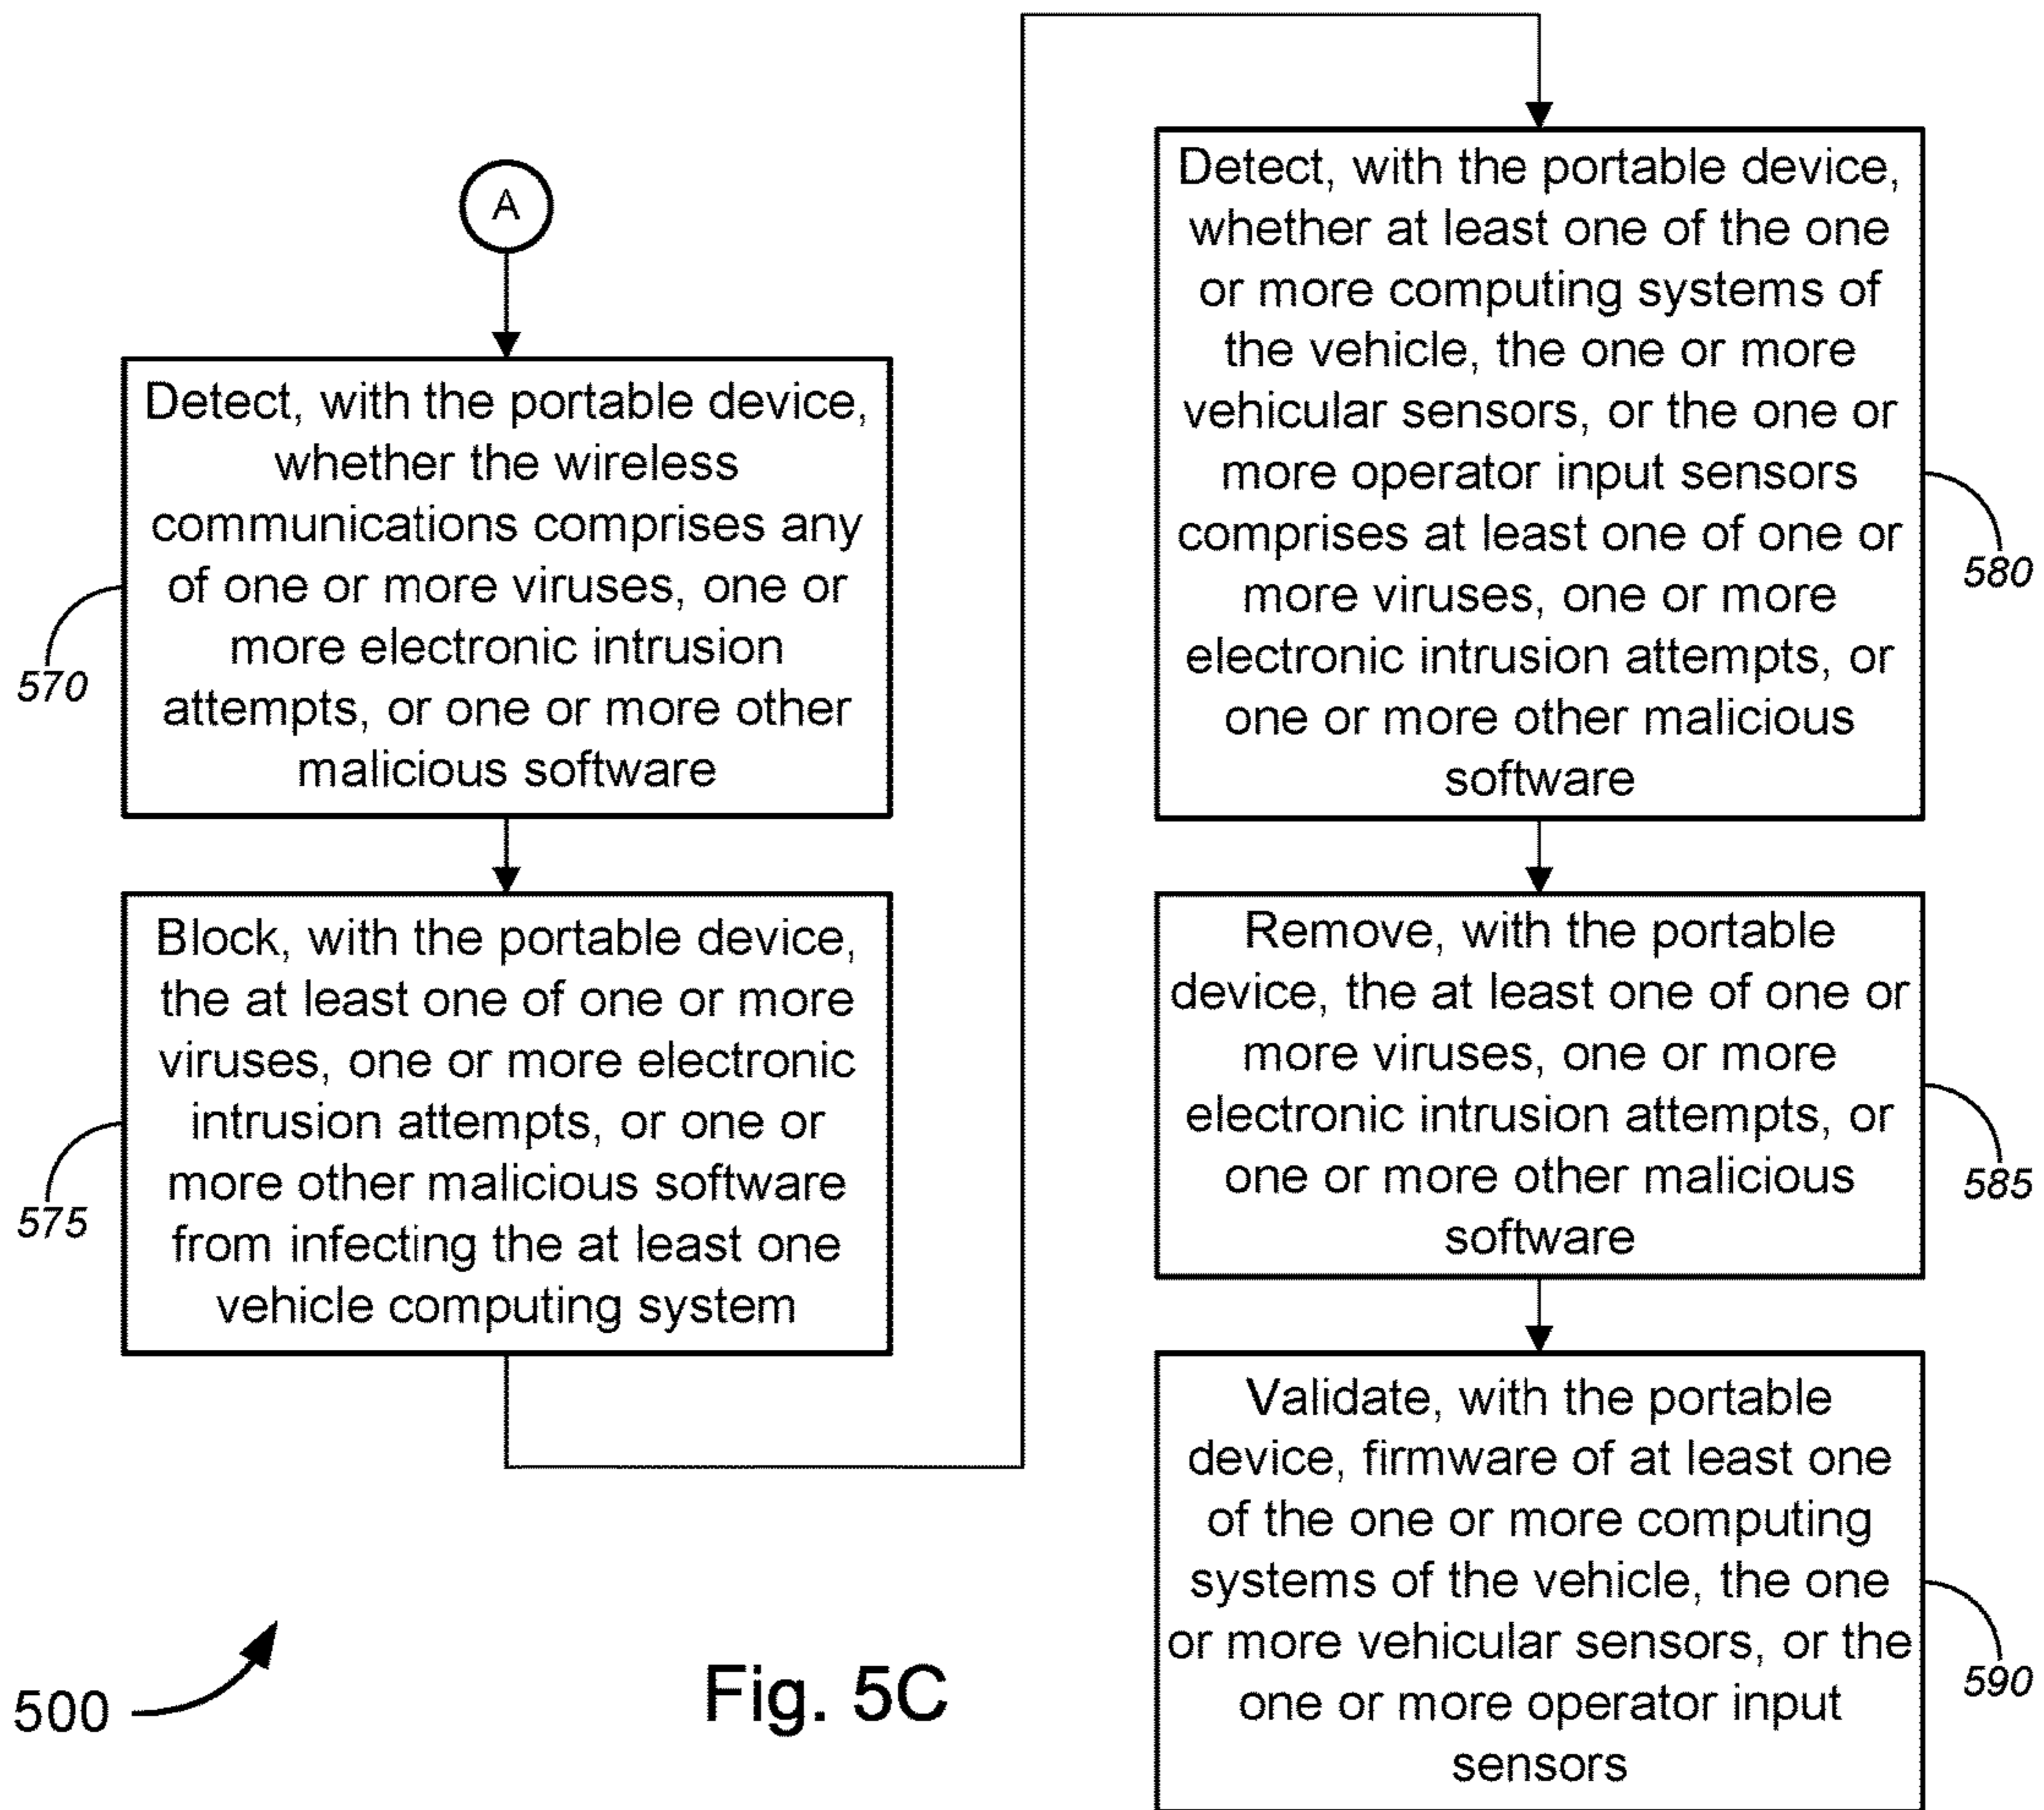 A
Detect, with the portable device,
whether the wireless
communications comprises any
of one or more viruses, one or
more electronic intrusion
attempts, or one or more other
malicious software
570
Block, with the portable device,
the at least one of one or more
viruses, one or more electronic
intrusion attempts, or one or
more other malicious software
from infecting the at least one
vehicle computing system
575
Detect, with the portable device,
whether at least one of the one
or more computing systems of
the vehicle, the one or more
vehicular sensors, or the one or
more operator input sensors
comprises at least one of one or
more viruses, one or more
electronic intrusion attempts, or
one or more other malicious
software
580
Remove, with the portable
device, the at least one of one or
more viruses, one or more
electronic intrusion attempts, or
one or more other malicious
software
585
Validate, with the portable
device, firmware of at least one
of the one or more computing
systems of the vehicle, the one
or more vehicular sensors, or the
one or more operator input
sensors
590
500
Fig. 5C